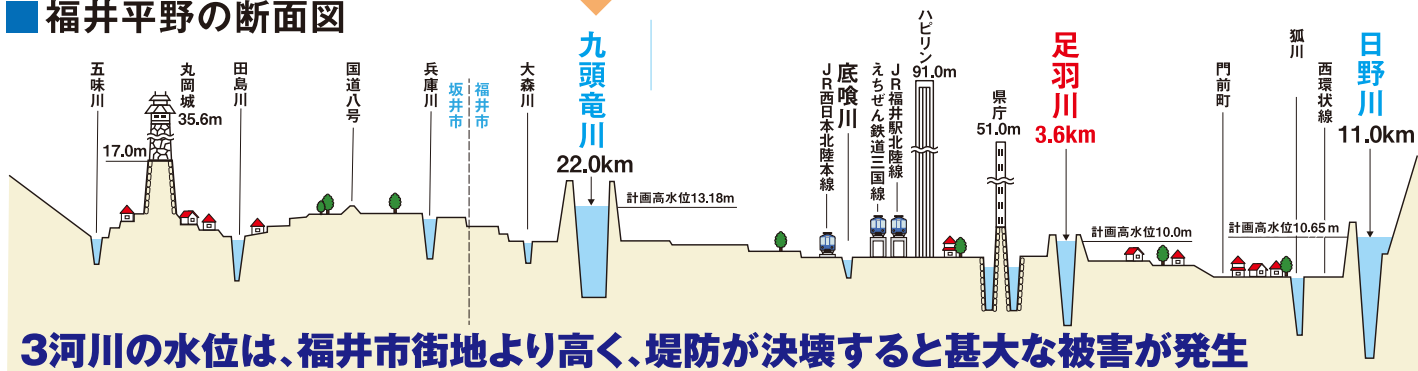 福井平野の断面図
五味川
丸岡城
35.6m
17.0m
田島川
国道八号
兵庫川
坂井市
福井市
大森川
九頭竜川
22.0km
計画高水位13.18m
JR西日本北陸本線
底喰川
えちぜん鉄道三国線
JR福井駅北陸線
ハピリン
91.0m
県庁
51.0m
足羽川
3.6km
計画高水位10.0m
門前町
狐川
西環状線
日野川
11.0km
計画高水位10.65m
3河川の水位は、福井市街地より高く、堤防が決壊すると甚大な被害が発生